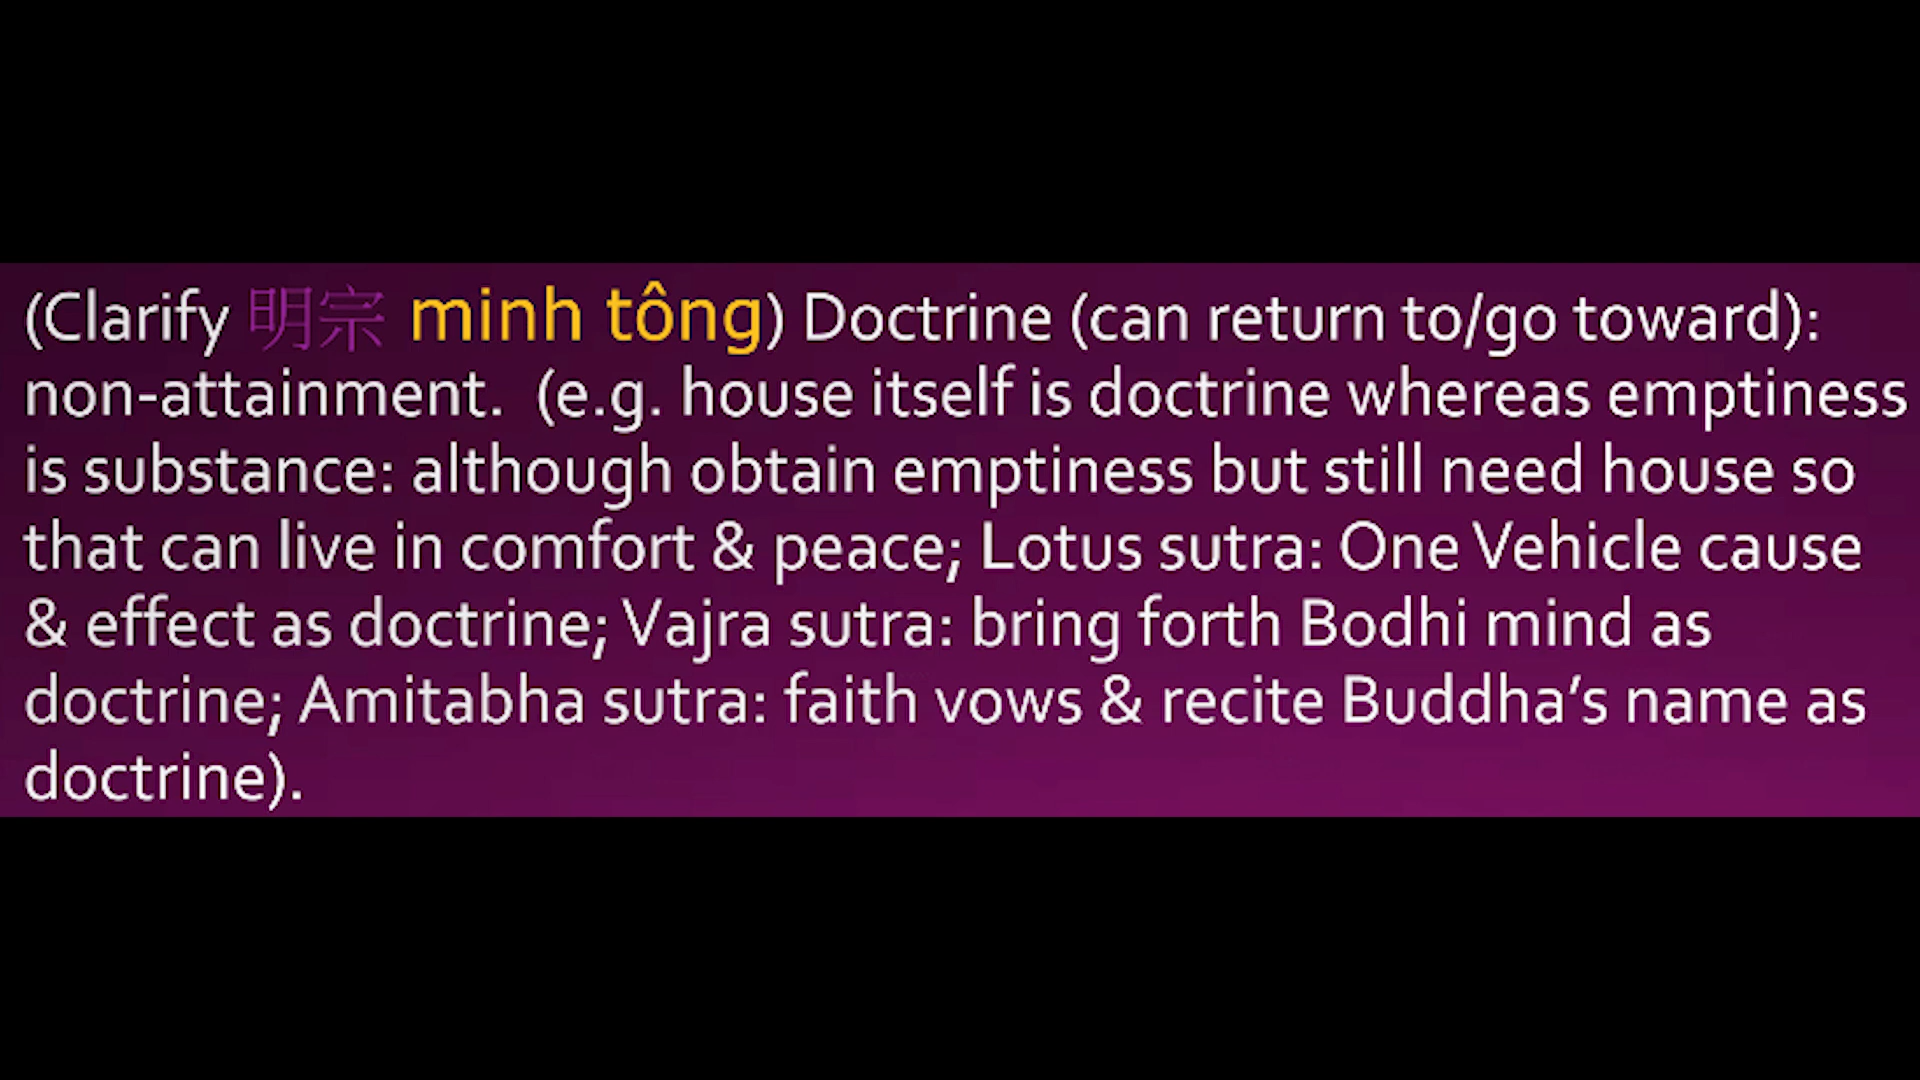 (Clarify 明宗 minh tông) Doctrine (can return to/go toward):
non-attainment.  (e.g. house itself is doctrine whereas emptiness
is substance: although obtain emptiness but still need house so
that can live in comfort & peace; Lotus sutra: One Vehicle cause
& effect as doctrine; Vajra sutra: bring forth Bodhi mind as
doctrine; Amitabha sutra: faith vows & recite Buddha’s name as
doctrine).